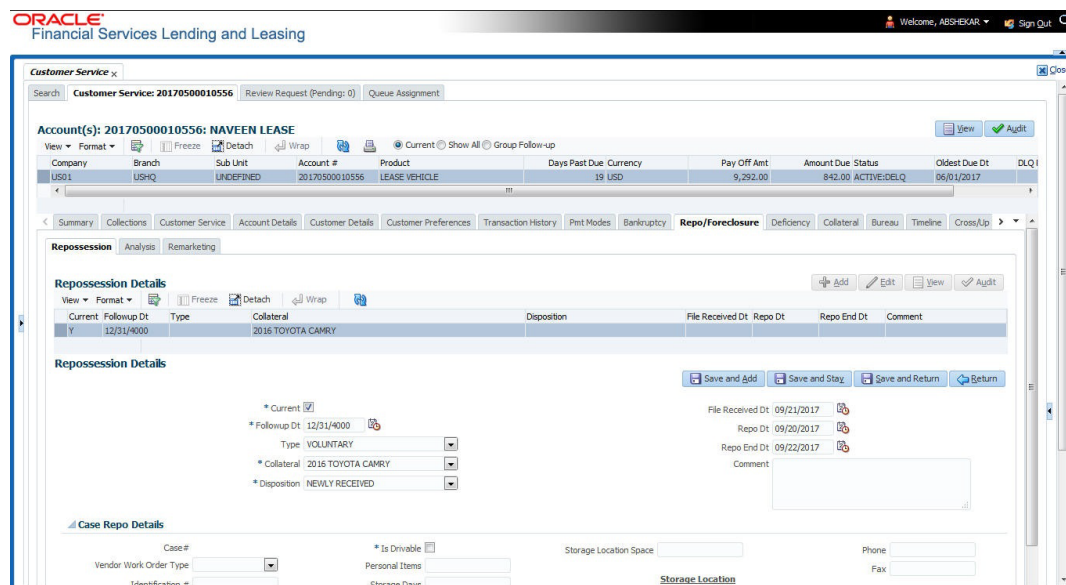 ORACLE
Financial Services Lending and Leasing
Welcome, ABSHEKAR Sign Out
Customer Service x
Close
Search Customer Service: 20170500010556 Review Request (Pending: 0) Queue Assignment
Account(s): 20170500010556: NAVEEN LEASE
View Audit
View Format Freeze Detach Wrap Current Show All Group Follow-up
Company Branch Sub Unit Account # Product Days Past Due Currency Pay Off Amt Amount Due Status Oldest Due Dt DLQ
US01 USHQ UNDEFINED 20170500010556 LEASE VEHICLE 19 USD 9,292.00 842.00 ACTIVE:DELQ 06/01/2017
Summary Collections Customer Service Account Details Customer Details Customer Preferences Transaction History Pmt Modes Bankruptcy Repo/Foreclosure Deficiency Collateral Bureau Timeline Cross/Up
Repossession Analysis Remarketing
Repossession Details
Add Edit View Audit
View Format Freeze Detach Wrap
Current Followup Dt Type Collateral Disposition File Received Dt Repo Dt Repo End Dt Comment
Y 12/31/4000 2016 TOYOTA CAMRY
Repossession Details
Save and Add Save and Stay Save and Return Return
* Current File Received Dt 09/21/2017
* Followup Dt 12/31/4000 Repo Dt 09/20/2017
Type VOLUNTARY Repo End Dt 09/22/2017
* Collateral 2016 TOYOTA CAMRY Comment
* Disposition NEWLY RECEIVED
Case Repo Details
Case # * Is Drivable Storage Location Space Phone
Vendor Work Order Type Personal Items Fax
Identification # Storage Days Storage Location